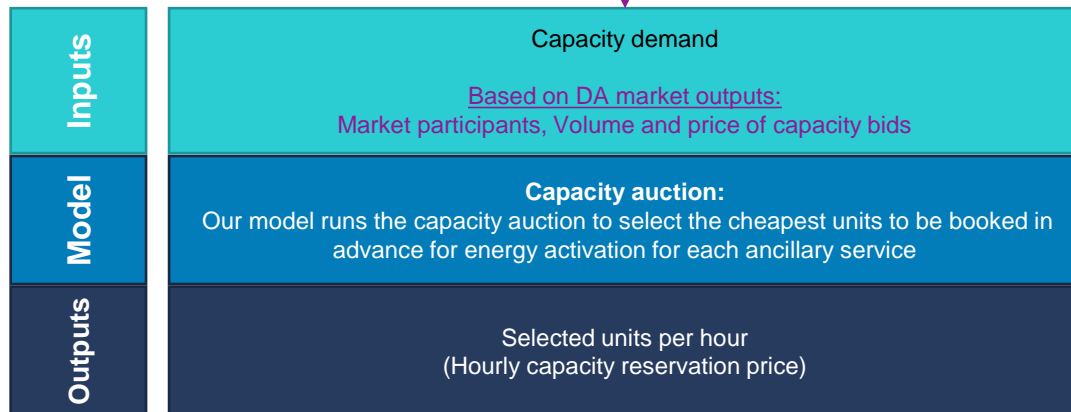 Inputs
Capacity demand
Based on DA market outputs:
Market participants, Volume and price of capacity bids
Model
Capacity auction:
Our model runs the capacity auction to select the cheapest units to be booked in
advance for energy activation for each ancillary service
Outputs
Selected units per hour
(Hourly capacity reservation price)